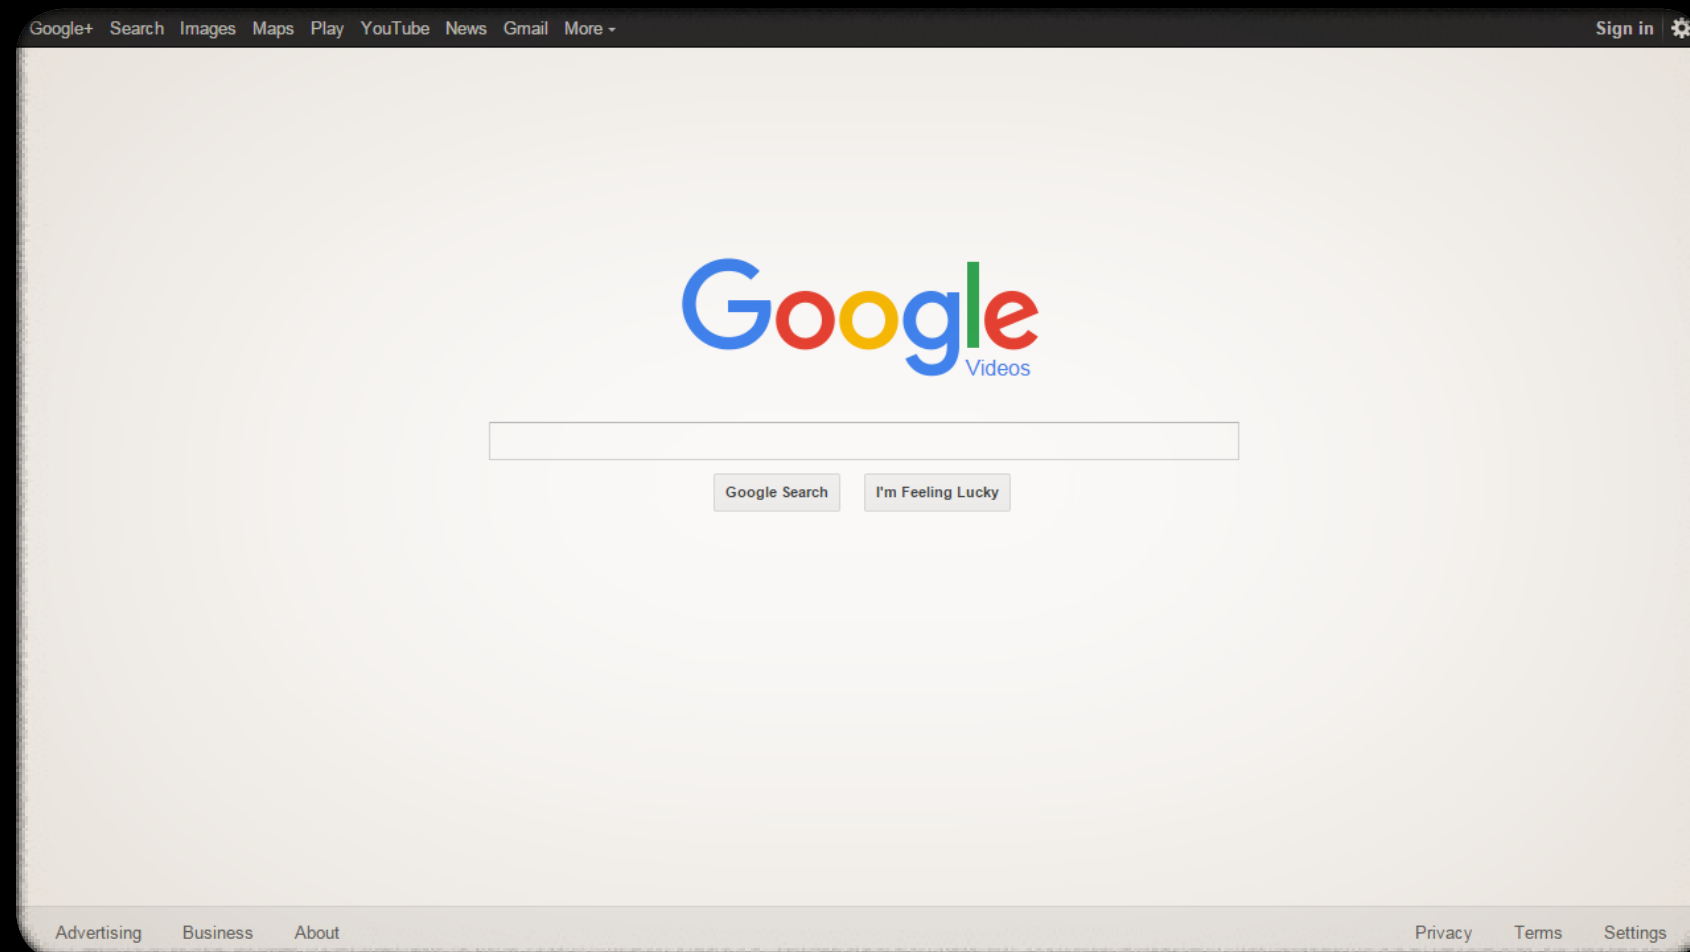 Google+ Search Images Maps Play YouTube News Gmail More Sign in
Google
Videos
Google Search I'm Feeling Lucky
Advertising Business About Privacy Terms Settings